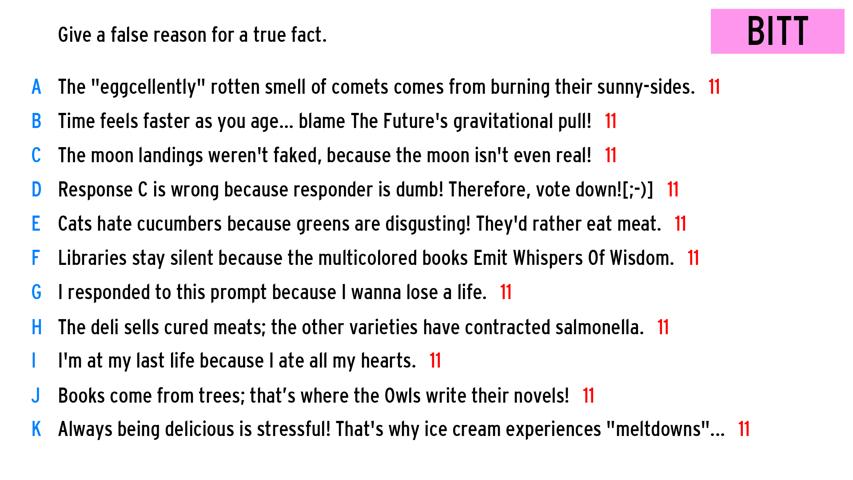 Give a false reason for a true fact.
BITT
A The "eggcellently" rotten smell of comets comes from burning their sunny-sides. 11
B Time feels faster as you age... blame The Future's gravitational pull! 11
C The moon landings weren't faked, because the moon isn't even real! 11
D Response C is wrong because responder is dumb! Therefore, vote down![;-)] 11
E Cats hate cucumbers because greens are disgusting! They'd rather eat meat. 11
F Libraries stay silent because the multicolored books Emit Whispers Of Wisdom. 11
G I responded to this prompt because I wanna lose a life. 11
H The deli sells cured meats; the other varieties have contracted salmonella. 11
I I'm at my last life because I ate all my hearts. 11
J Books come from trees; that’s where the Owls write their novels! 11
K Always being delicious is stressful! That's why ice cream experiences "meltdowns"... 11